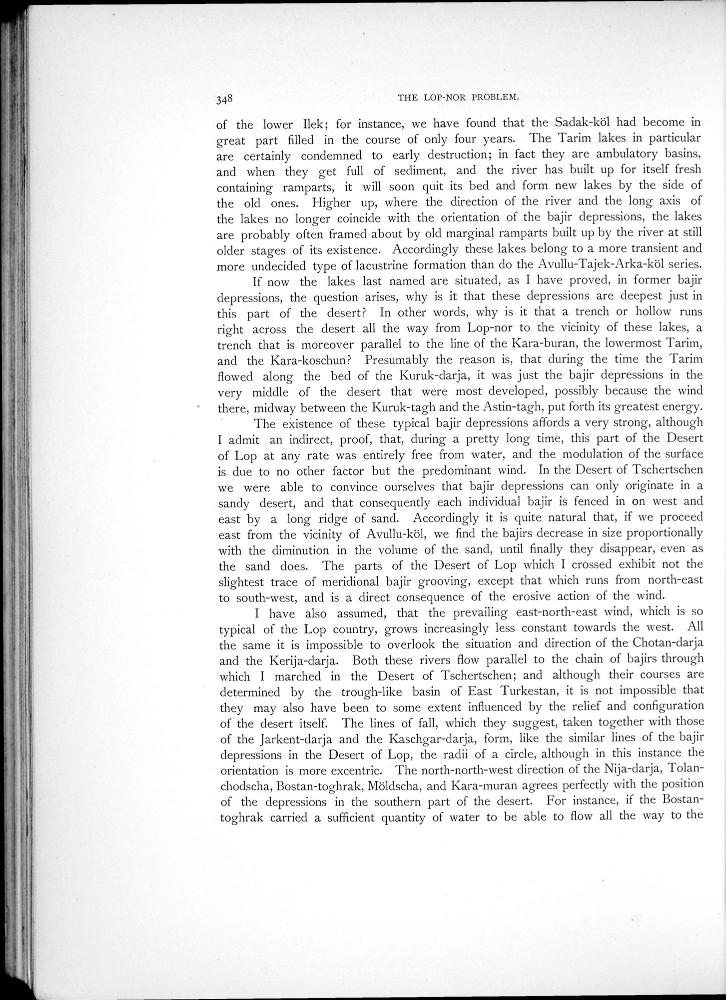 348 THE LOP-NOR PROBLEM.
of the lower Ilek; for instance, we have found that the Sadak-köl had become in
great part filled in the course of only four years. The Tarim lakes in particular
are certainly condemned to early destruction; in fact they are ambulatory basins,
and when they get full of sediment, and the river has built up for itself fresh
containing ramparts, it will soon quit its bed and form new lakes by the side of
the old ones. Higher up, where the direction of the river and the long axis of
the lakes no longer coincide with the orientation of the bajir depressions, the lakes
are probably often framed about by old marginal ramparts built up by the river at still
older stages of its existence. Accordingly these lakes belong to a more transient and
more undecided type of lacustrine formation than do the Avullu-Tajek-Arka-köl series.
If now the lakes last named are situated, as I have proved, in former bajir
depressions, the question arises, why is it that these depressions are deepest just in
this part of the desert? In other words, why is it that a trench or hollow runs
right across the desert all the way from Lop-nor to the vicinity of these lakes, a
trench that is moreover parallel to the line of the Kara-buran, the lowermost Tarim,
and the Kara-koschun? Presumably the reason is, that during the time the Tarim
flowed along the bed of the Kuruk-darja, it was just the bajir depressions in the
very middle of the desert that were most developed, possibly because the wind
there, midway between the Kuruk-tagh and the Astin-tagh, put forth its greatest energy.
The existence of these typical bajir depressions affords a very strong, although
I admit an indirect, proof, that, during a pretty long time, this part of the Desert
of Lop at any rate was entirely free from water, and the modulation of the surface
is due to no other factor but the predominant wind. In the Desert of Tschertschen
we were able to convince ourselves that bajir depressions can only originate in a
sandy desert, and that consequently each individual bajir is fenced in on west and
east by a long ridge of sand. Accordingly it is quite natural that, if we proceed
east from the vicinity of Avullu-köl, we find the bajirs decrease in size proportionally
with the diminution in the volume of the sand, until finally they disappear, even as
the sand does. The parts of the Desert of Lop which I crossed exhibit not the
slightest trace of meridional bajir grooving, except that which runs from north-east
to south-west, and is a direct consequence of the erosive action of the wind.
I have also assumed, that the prevailing east-north-east wind, which is so
typical of the Lop country, grows increasingly less constant towards the west. All
the same it is impossible to overlook the situation and direction of the Chotan-darja
and the Kerija-darja. Both these rivers flow parallel to the chain of bajirs through
which I marched in the Desert of Tschertschen; and although their courses are
determined by the trough-like basin of East Turkestan, it is not impossible that
they may also have been to some extent influenced by the relief and configuration
of the desert itself. The lines of fall, which they suggest, taken together with those
of the Jarkent-darja and the Kaschgar-darja, form, like the similar lines of the bajir
depressions in the Desert of Lop, the radii of a circle, although in this instance the
orientation is more excentric. The north-north-west direction of the Nija-darja, Tolan-
chodscha, Bostan-toghrak, Möldscha, and Kara-muran agrees perfectly with the position
of the depressions in the southern part of the desert. For instance, if the Bostan-
toghrak carried a sufficient quantity of water to be able to flow all the way to the